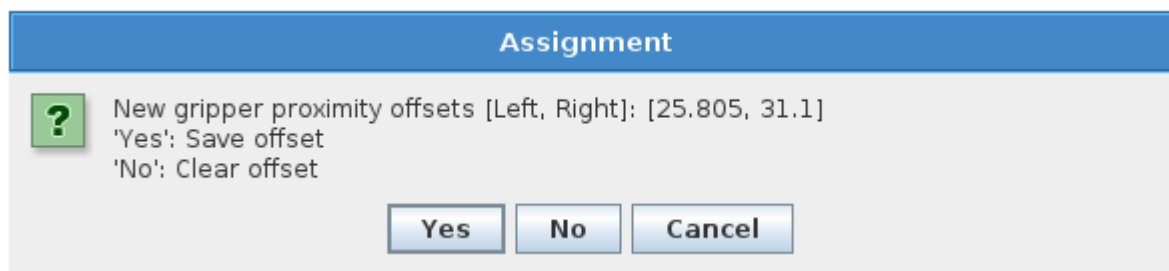 Assignment
?
New gripper proximity offsets [Left, Right]: [25.805, 31.1]
'Yes': Save offset
'No': Clear offset
Yes No Cancel